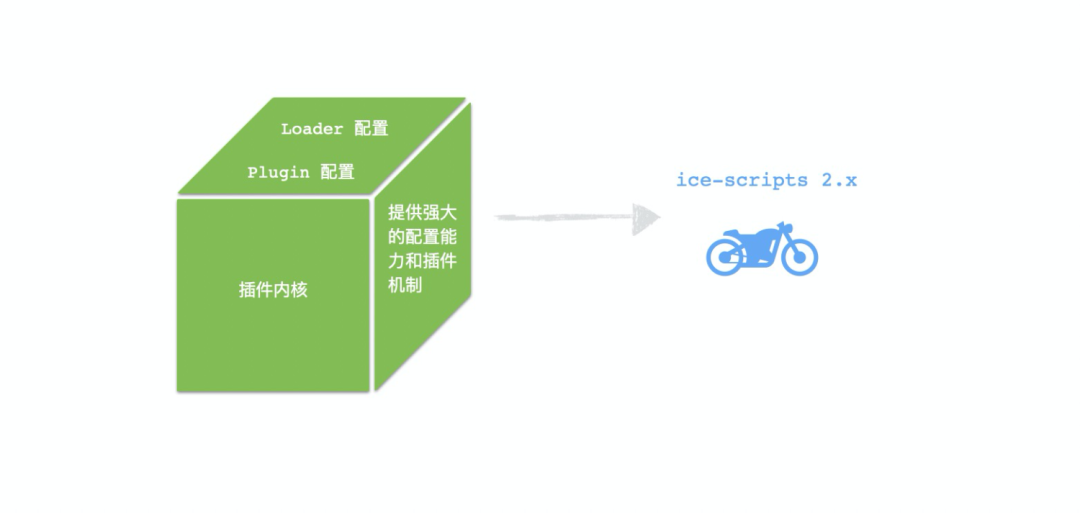 Loader 配置
Plugin 配置
提供强大
的配置能
力和插件
机制
插件内核
ice-scripts 2.x